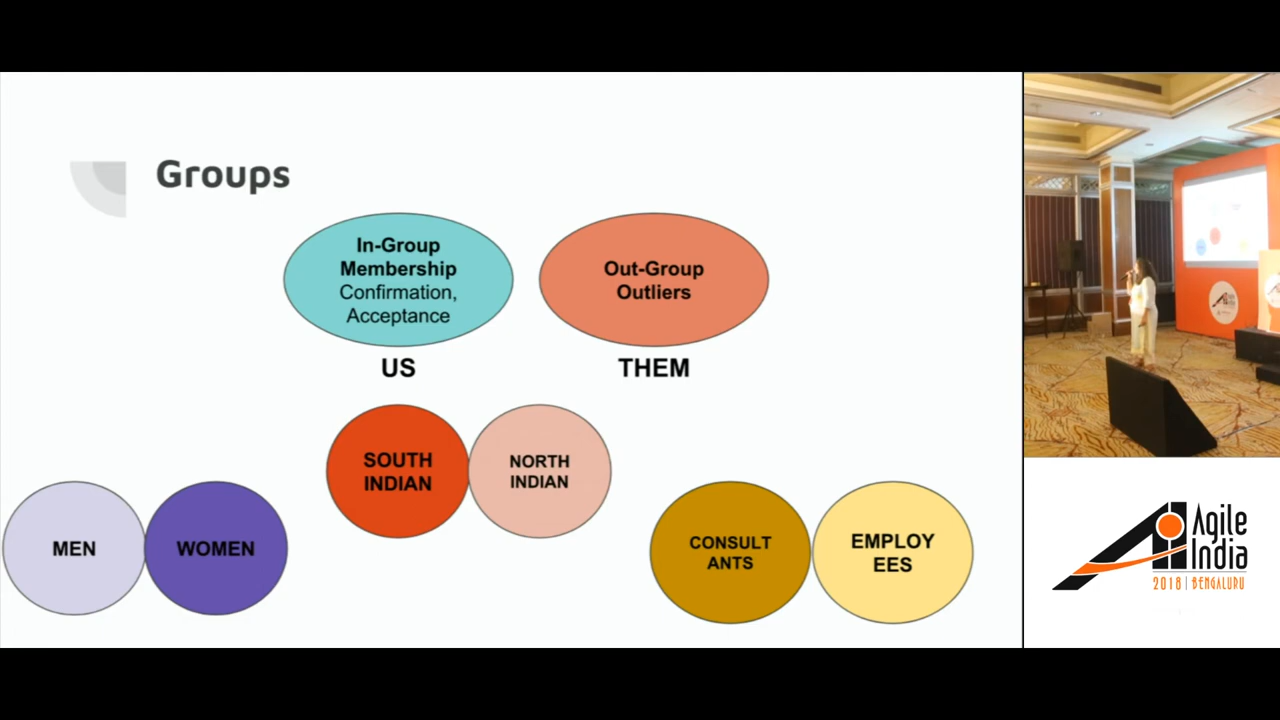 Groups
In-Group
Membership
Confirmation,
Acceptance
Out-Group
Outliers
US
THEM
SOUTH
INDIAN
NORTH
INDIAN
MEN
WOMEN
CONSULT
ANTS
EMPLOY
EES
Agile
India
2018 | BENGALURU